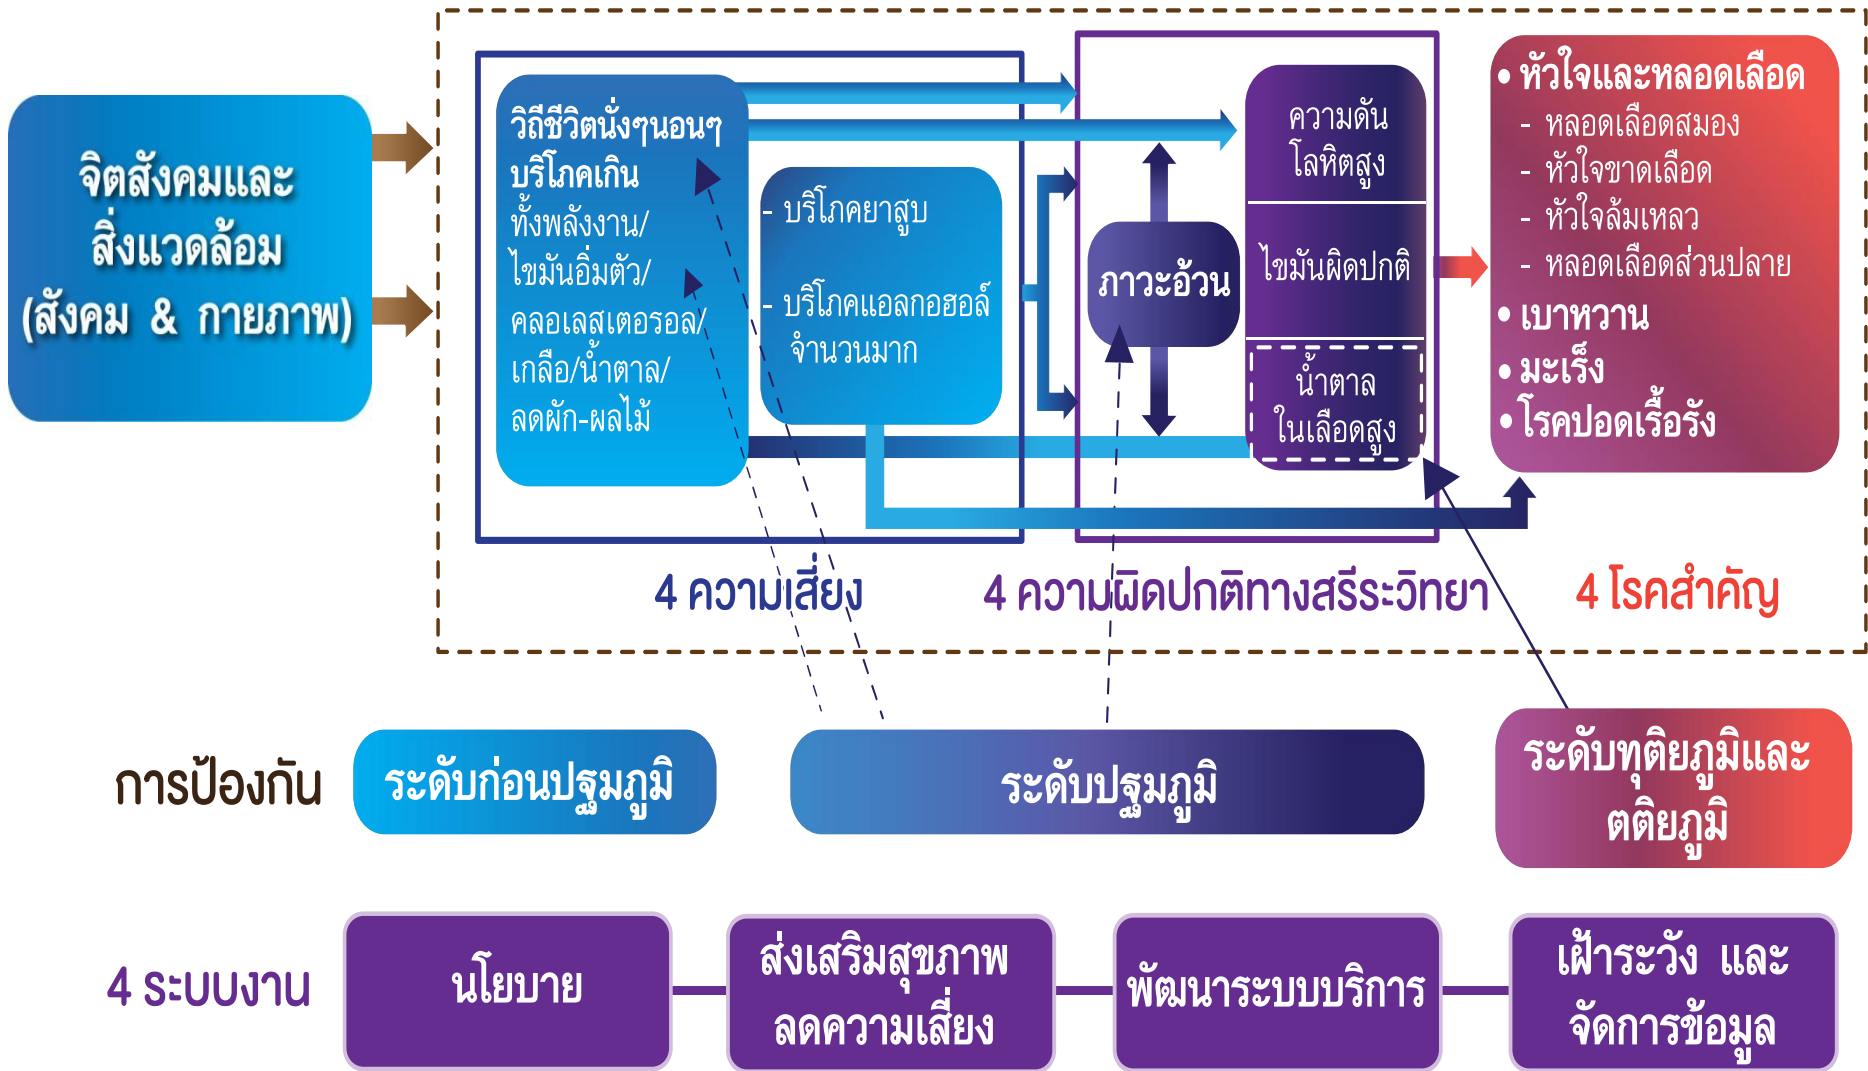 จิตสังคมและ
สิ่งแวดล้อม
(สังคม & กายภาพ)
วิถีชีวิตนั่งๆนอนๆ
บริโภคเกิน
ทั้งพลังงาน/
ไขมันอิ่มตัว/
คลอเลสเตอรอล/
เกลือ/น้ำตาล/
ลดผัก-ผลไม้
- บริโภคยาสูบ
- บริโภคแอลกอฮอล์
จำนวนมาก
4 ความเสี่ยง
ภาวะอ้วน
ความดัน
โลหิตสูง
ไขมันผิดปกติ
น้ำตาล
ในเลือดสูง
4 ความผิดปกติทางสรีระวิทยา
• หัวใจและหลอดเลือด
- หลอดเลือดสมอง
- หัวใจขาดเลือด
- หัวใจล้มเหลว
- หลอดเลือดส่วนปลาย
• เบาหวาน
• มะเร็ง
• โรคปอดเรื้อรัง
4 โรคสำคัญ
การป้องกัน
ระดับก่อนปฐมภูมิ
ระดับปฐมภูมิ
ระดับทุติยภูมิและ
ตติยภูมิ
4 ระบบงาน
นโยบาย
ส่งเสริมสุขภาพ
ลดความเสี่ยง
พัฒนาระบบบริการ
เฝ้าระวัง และ
จัดการข้อมูล